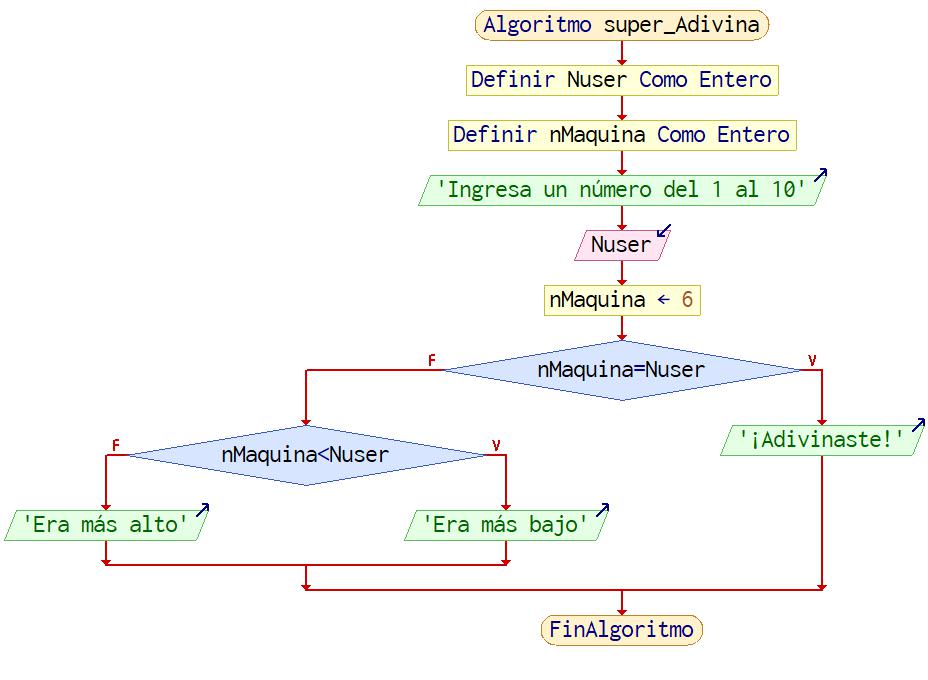 Algoritmo super_Adivina
Definir Nuser Como Entero
Definir nMaquina Como Entero
'Ingresa un número del 1 al 10'
Nuser
nMaquina ← 6
nMaquina=Nuser
F
V
nMaquina<Nuser
'¡Adivinaste!'
F
V
'Era más alto'
'Era más bajo'
FinAlgoritmo